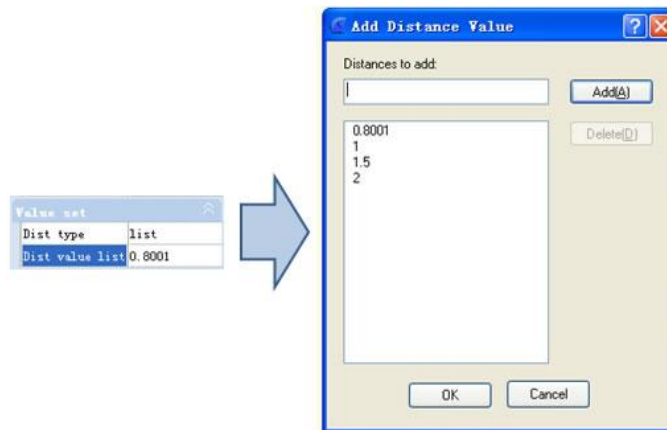 Value set
Dist type list
Dist value list 0.8001
Add Distance Value
Distances to add:
Add(A)
Delete(D)
0.8001
1
1.5
2
OK Cancel